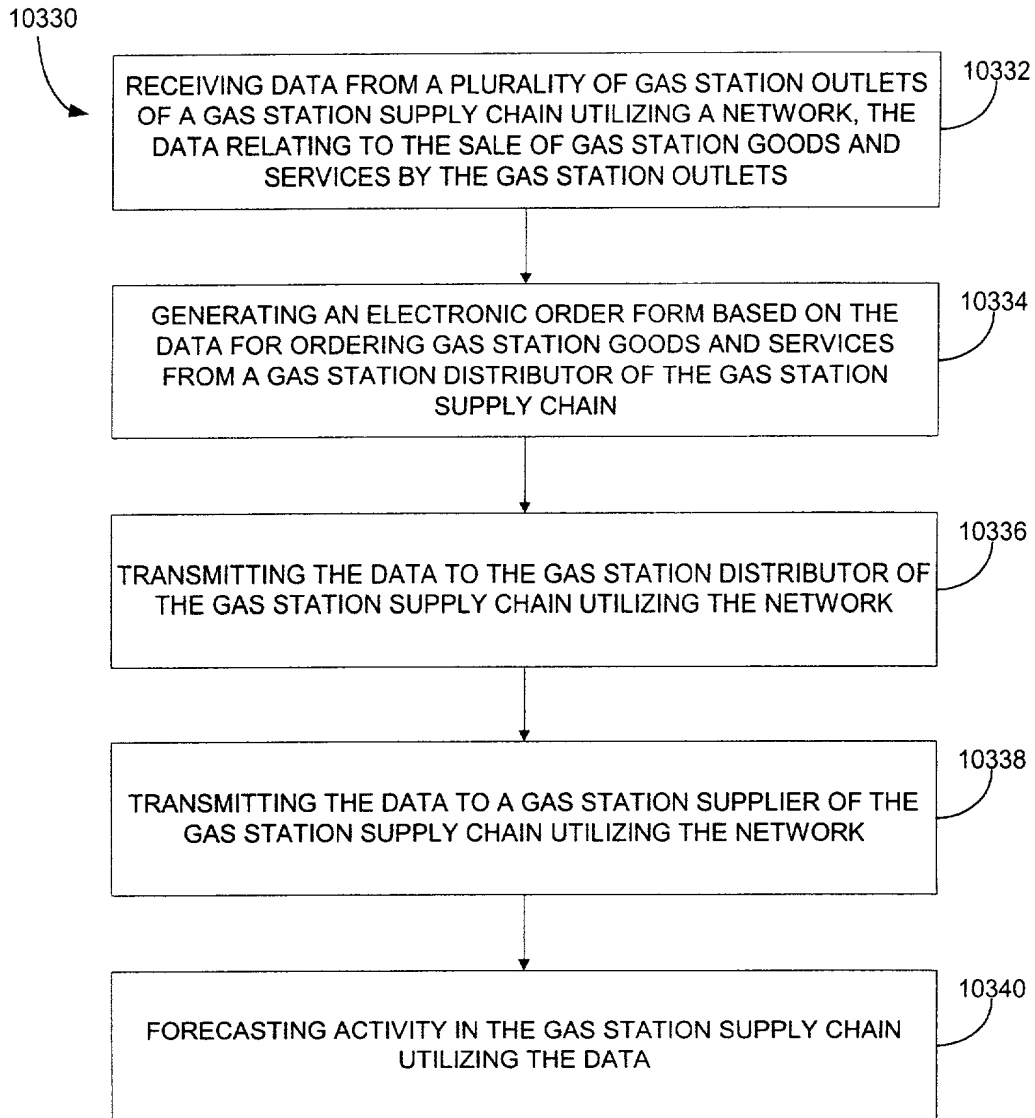 10330
RECEIVING DATA FROM A PLURALITY OF GAS STATION OUTLETS
OF A GAS STATION SUPPLY CHAIN UTILIZING A NETWORK, THE
DATA RELATING TO THE SALE OF GAS STATION GOODS AND
SERVICES BY THE GAS STATION OUTLETS
10332
GENERATING AN ELECTRONIC ORDER FORM BASED ON THE
DATA FOR ORDERING GAS STATION GOODS AND SERVICES
FROM A GAS STATION DISTRIBUTOR OF THE GAS STATION
SUPPLY CHAIN
10334
TRANSMITTING THE DATA TO THE GAS STATION DISTRIBUTOR OF
THE GAS STATION SUPPLY CHAIN UTILIZING THE NETWORK
10336
TRANSMITTING THE DATA TO A GAS STATION SUPPLIER OF THE
GAS STATION SUPPLY CHAIN UTILIZING THE NETWORK
10338
FORECASTING ACTIVITY IN THE GAS STATION SUPPLY CHAIN
UTILIZING THE DATA
10340